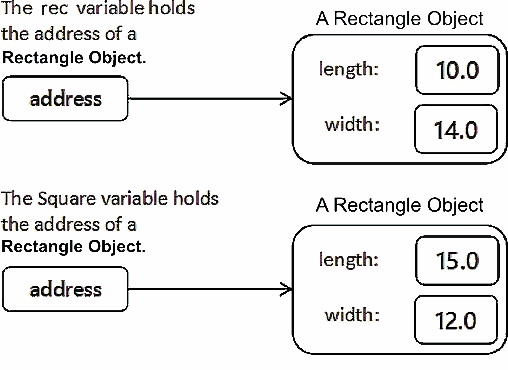 The rec variable holds
the address of a
Rectangle Object.
address
A Rectangle Object
length: 10.0
width: 14.0
The Square variable holds
the address of a
Rectangle Object.
address
A Rectangle Object
length: 15.0
width: 12.0